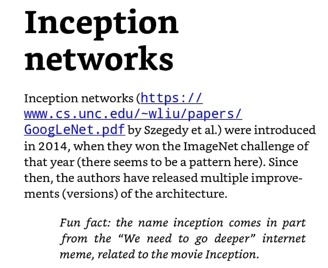 Inception
networks
Inception networks (https://
www.cs.unc.edu/~wliu/papers/
GoogLeNet.pdf by Szegedy et al.) were introduced
in 2014, when they won the ImageNet challenge of
that year (there seems to be a pattern here). Since
then, the authors have released multiple improve-
ments (versions) of the architecture.
Fun fact: the name inception comes in part
from the “We need to go deeper” internet
meme, related to the movie Inception.